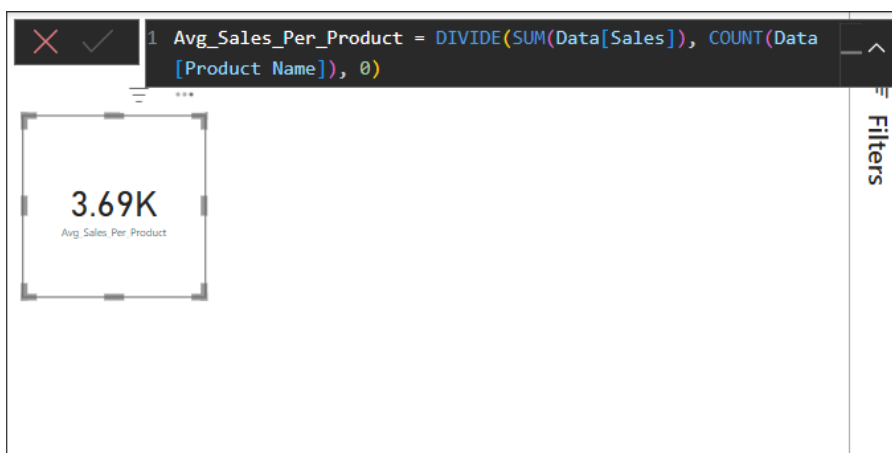 1 Avg_Sales_Per_Product = DIVIDE(SUM(Data[Sales]), COUNT(Data
[Product Name]), 0)
Filters
3.69K
Avg_Sales_Per_Product